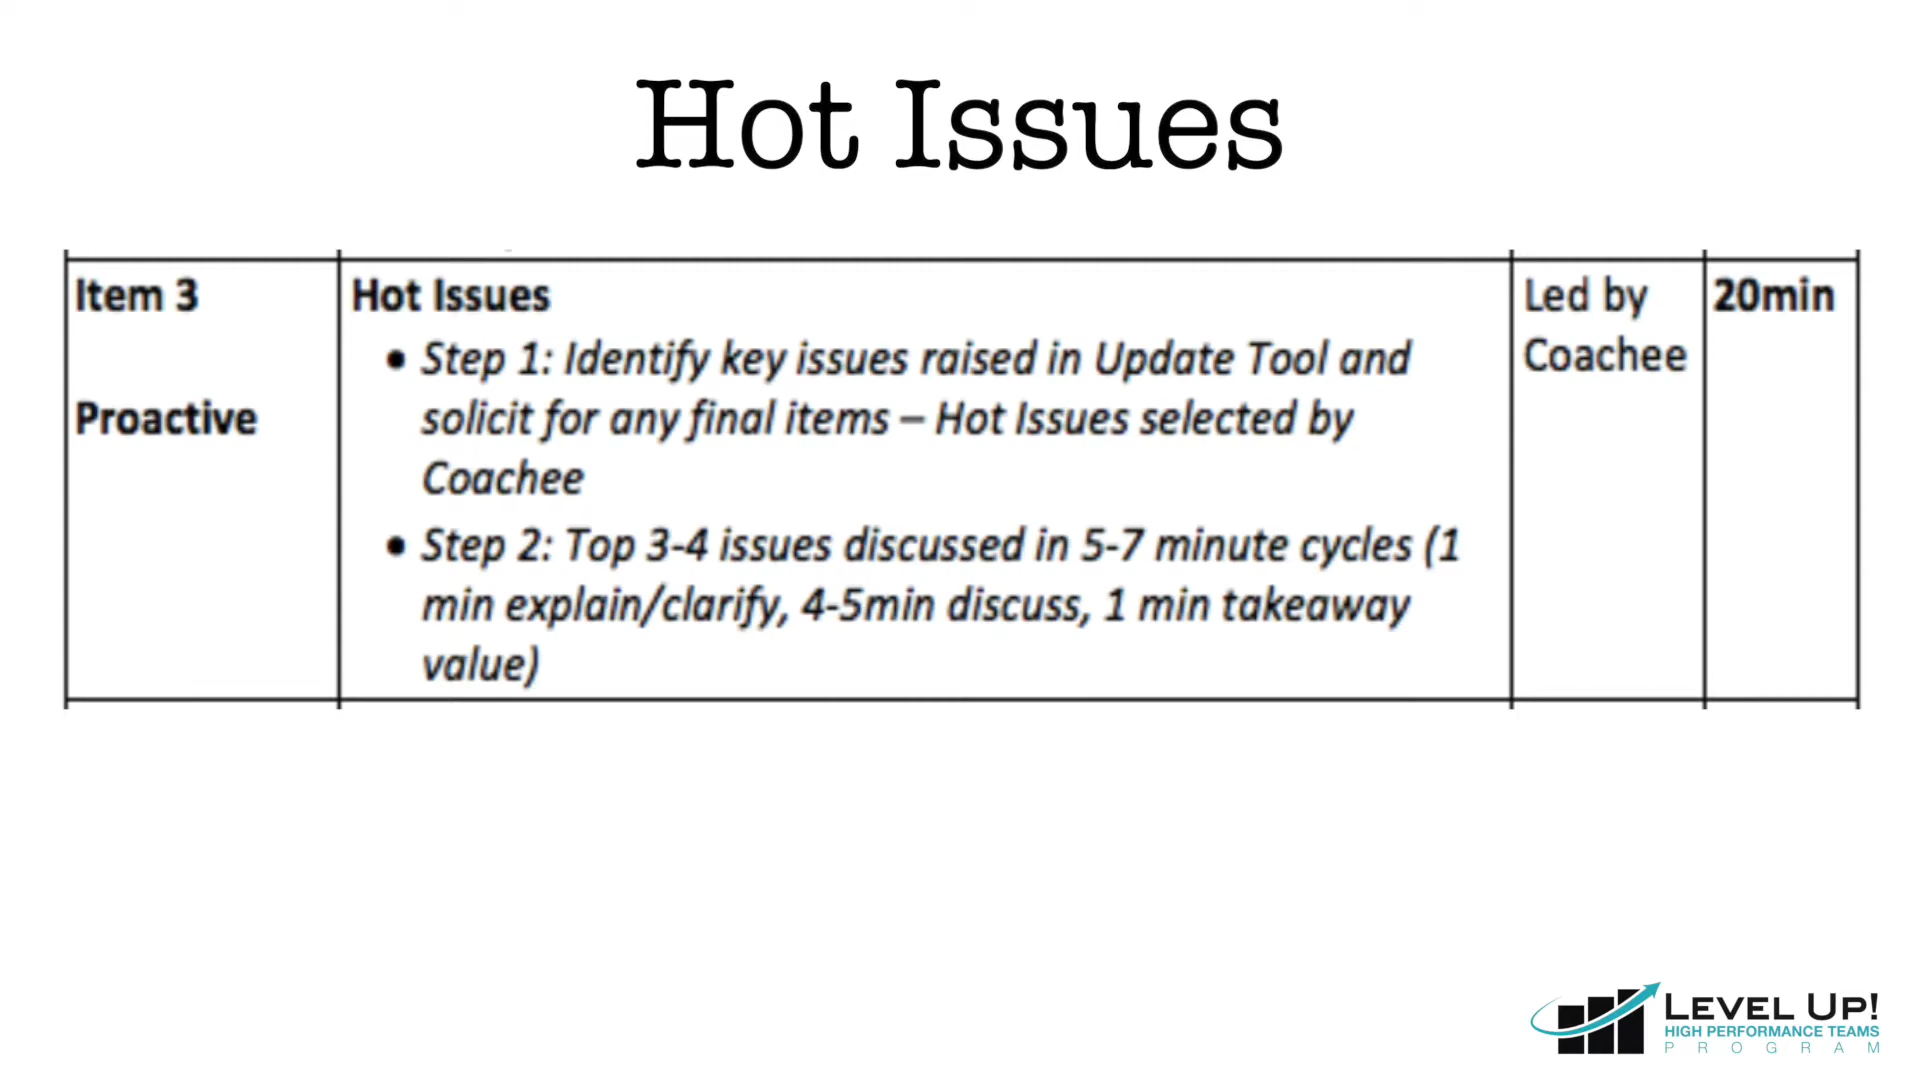 Hot Issues
Item 3
Proactive
Hot Issues
• Step 1: Identify key issues raised in Update Tool and
solicit for any final items – Hot Issues selected by
Coachee
• Step 2: Top 3-4 issues discussed in 5-7 minute cycles (1
min explain/clarify, 4-5min discuss, 1 min takeaway
value)
Led by
Coachee
20min
LEVEL UP!
HIGH PERFORMANCE TEAMS
PROGRAM